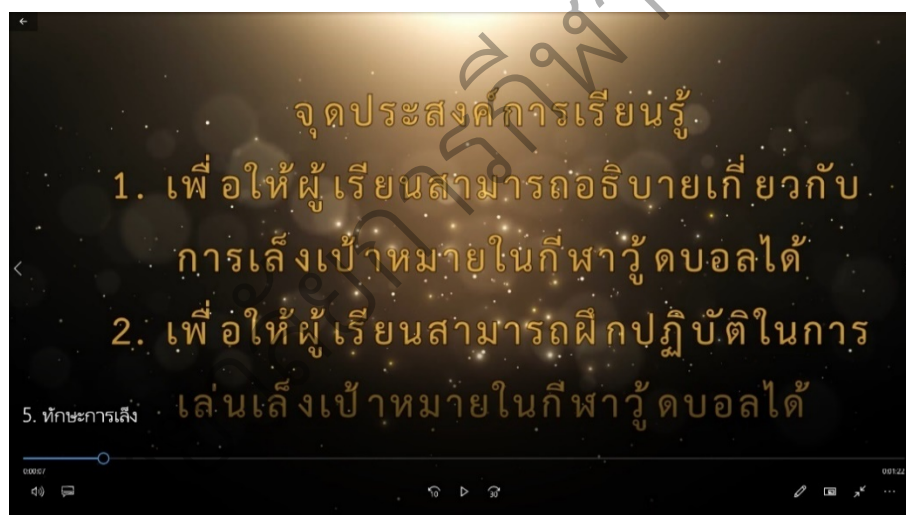 จุดประสงค์การเรียนรู้
1. เพื่อให้ผู้เรียนสามารถอธิบายเกี่ยวกับ
การเล็งเป้าหมายในกีฬาวู้ดบอลได้
2. เพื่อให้ผู้เรียนสามารถฝึกปฏิบัติในการ
เล่นเล็งเป้าหมายในกีฬาวู้ดบอลได้
5. ทักษะการเล็ง
0:00:07
0:01:22
10
30